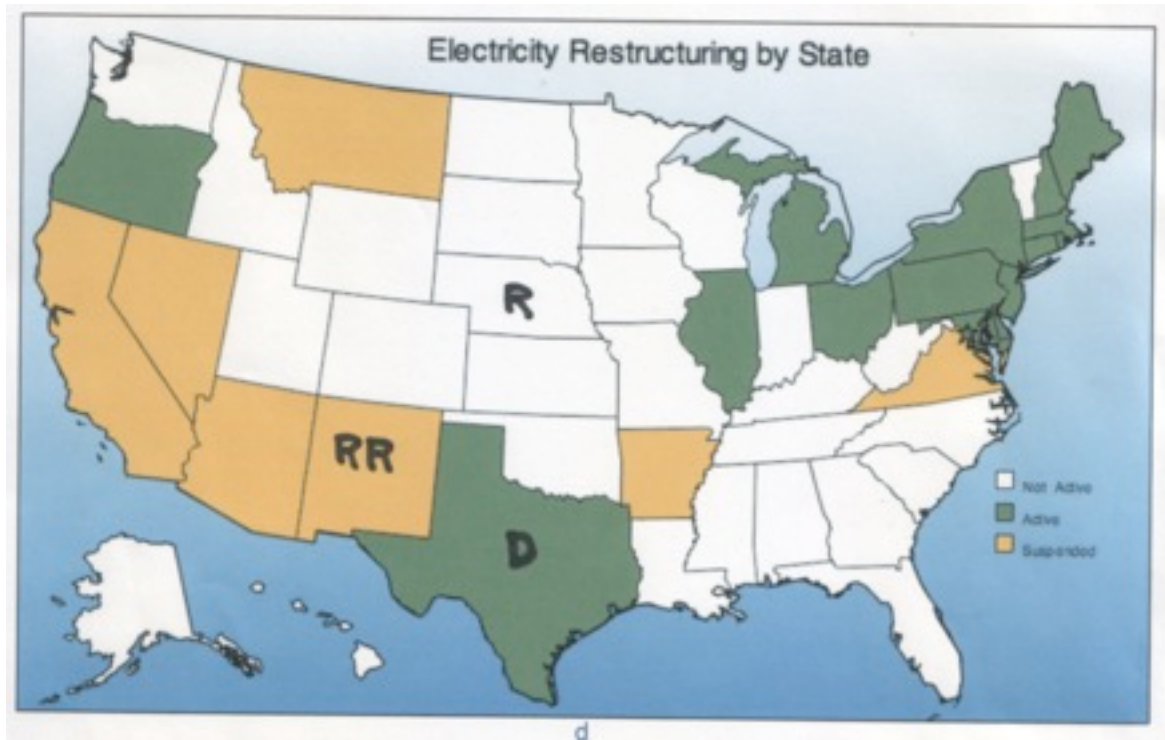 Electricity Restructuring by State
R
RR
D
Not Active
Active
Suspended
d